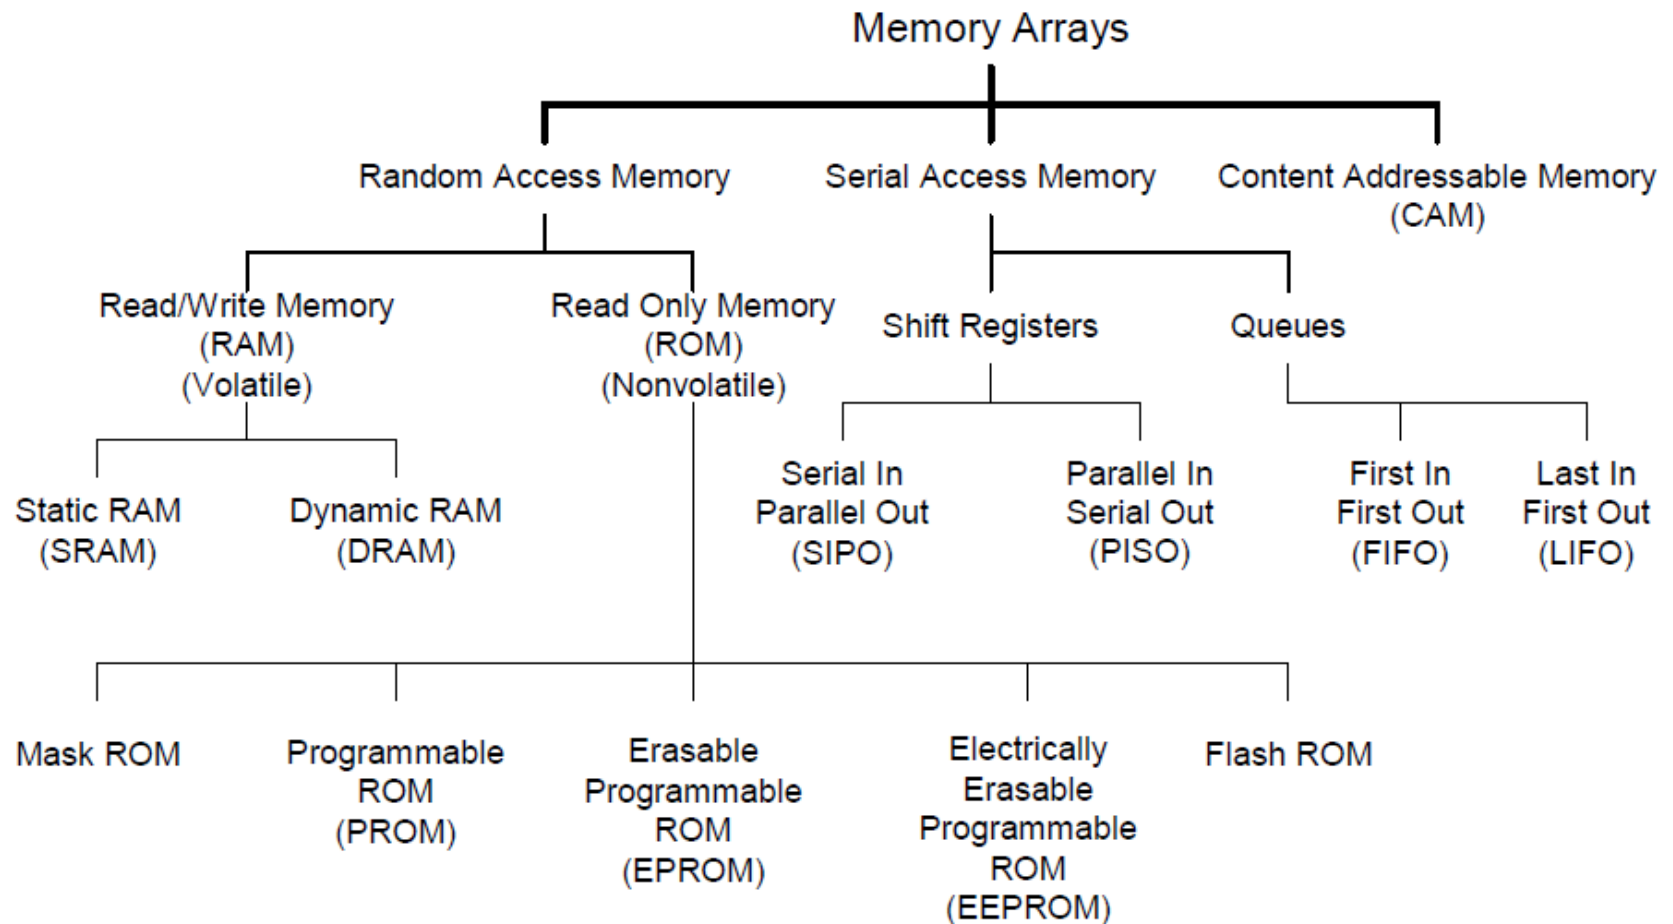 Memory Arrays
Random Access Memory
Serial Access Memory
Content Addressable Memory
(CAM)
Read/Write Memory
(RAM)
(Volatile)
Read Only Memory
(ROM)
(Nonvolatile)
Shift Registers
Queues
Static RAM
(SRAM)
Dynamic RAM
(DRAM)
Serial In
Parallel Out
(SIPO)
Parallel In
Serial Out
(PISO)
First In
First Out
(FIFO)
Last In
First Out
(LIFO)
Mask ROM
Programmable
ROM
(PROM)
Erasable
Programmable
ROM
(EPROM)
Electrically
Erasable
Programmable
ROM
(EEPROM)
Flash ROM